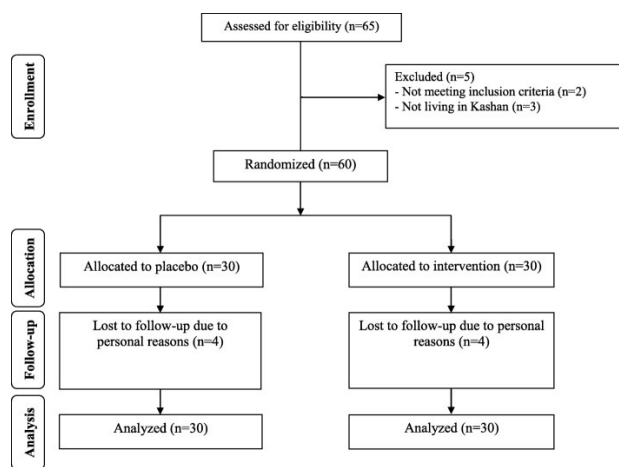 Assessed for eligibility (n=65)
Enrollment
Excluded (n=5)
- Not meeting inclusion criteria (n=2)
- Not living in Kashan (n=3)
Randomized (n=60)
Allocation
Allocated to placebo (n=30)
Allocated to intervention (n=30)
Follow-up
Lost to follow-up due to
personal reasons (n=4)
Lost to follow-up due to personal
reasons (n=4)
Analysis
Analyzed (n=30)
Analyzed (n=30)